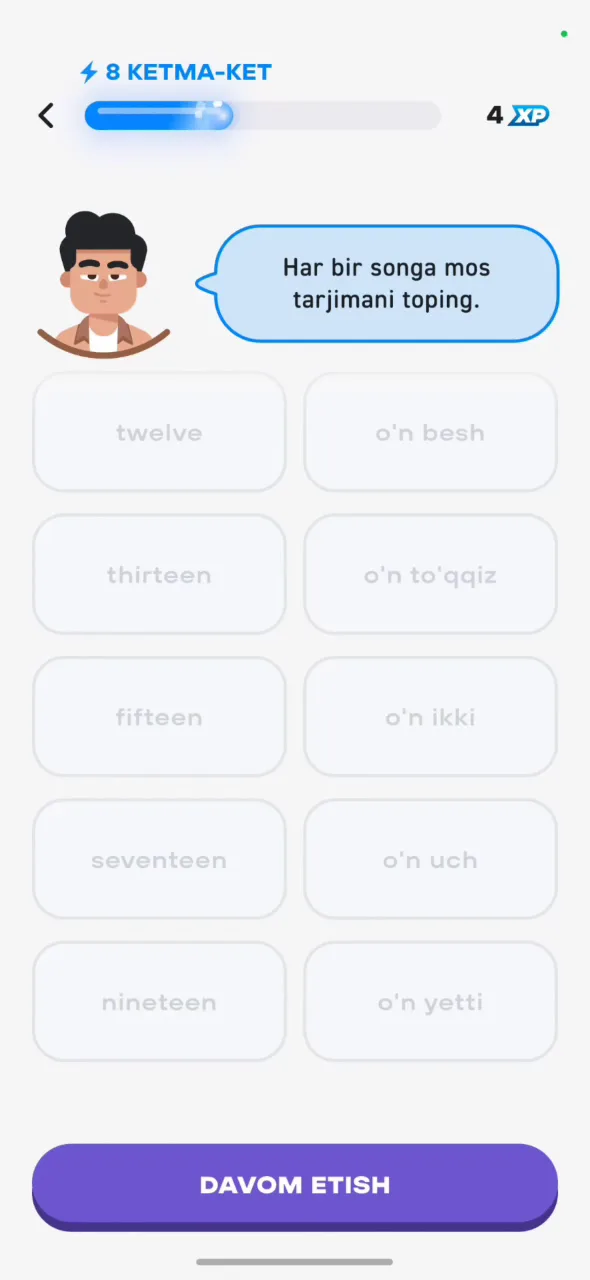 8 KETMA-KET
4 XP
Har bir songa mos
tarjimani toping.
twelve
o'n besh
thirteen
o'n to'qqiz
fifteen
o'n ikki
seventeen
o'n uch
nineteen
o'n yetti
DAVOM ETISH